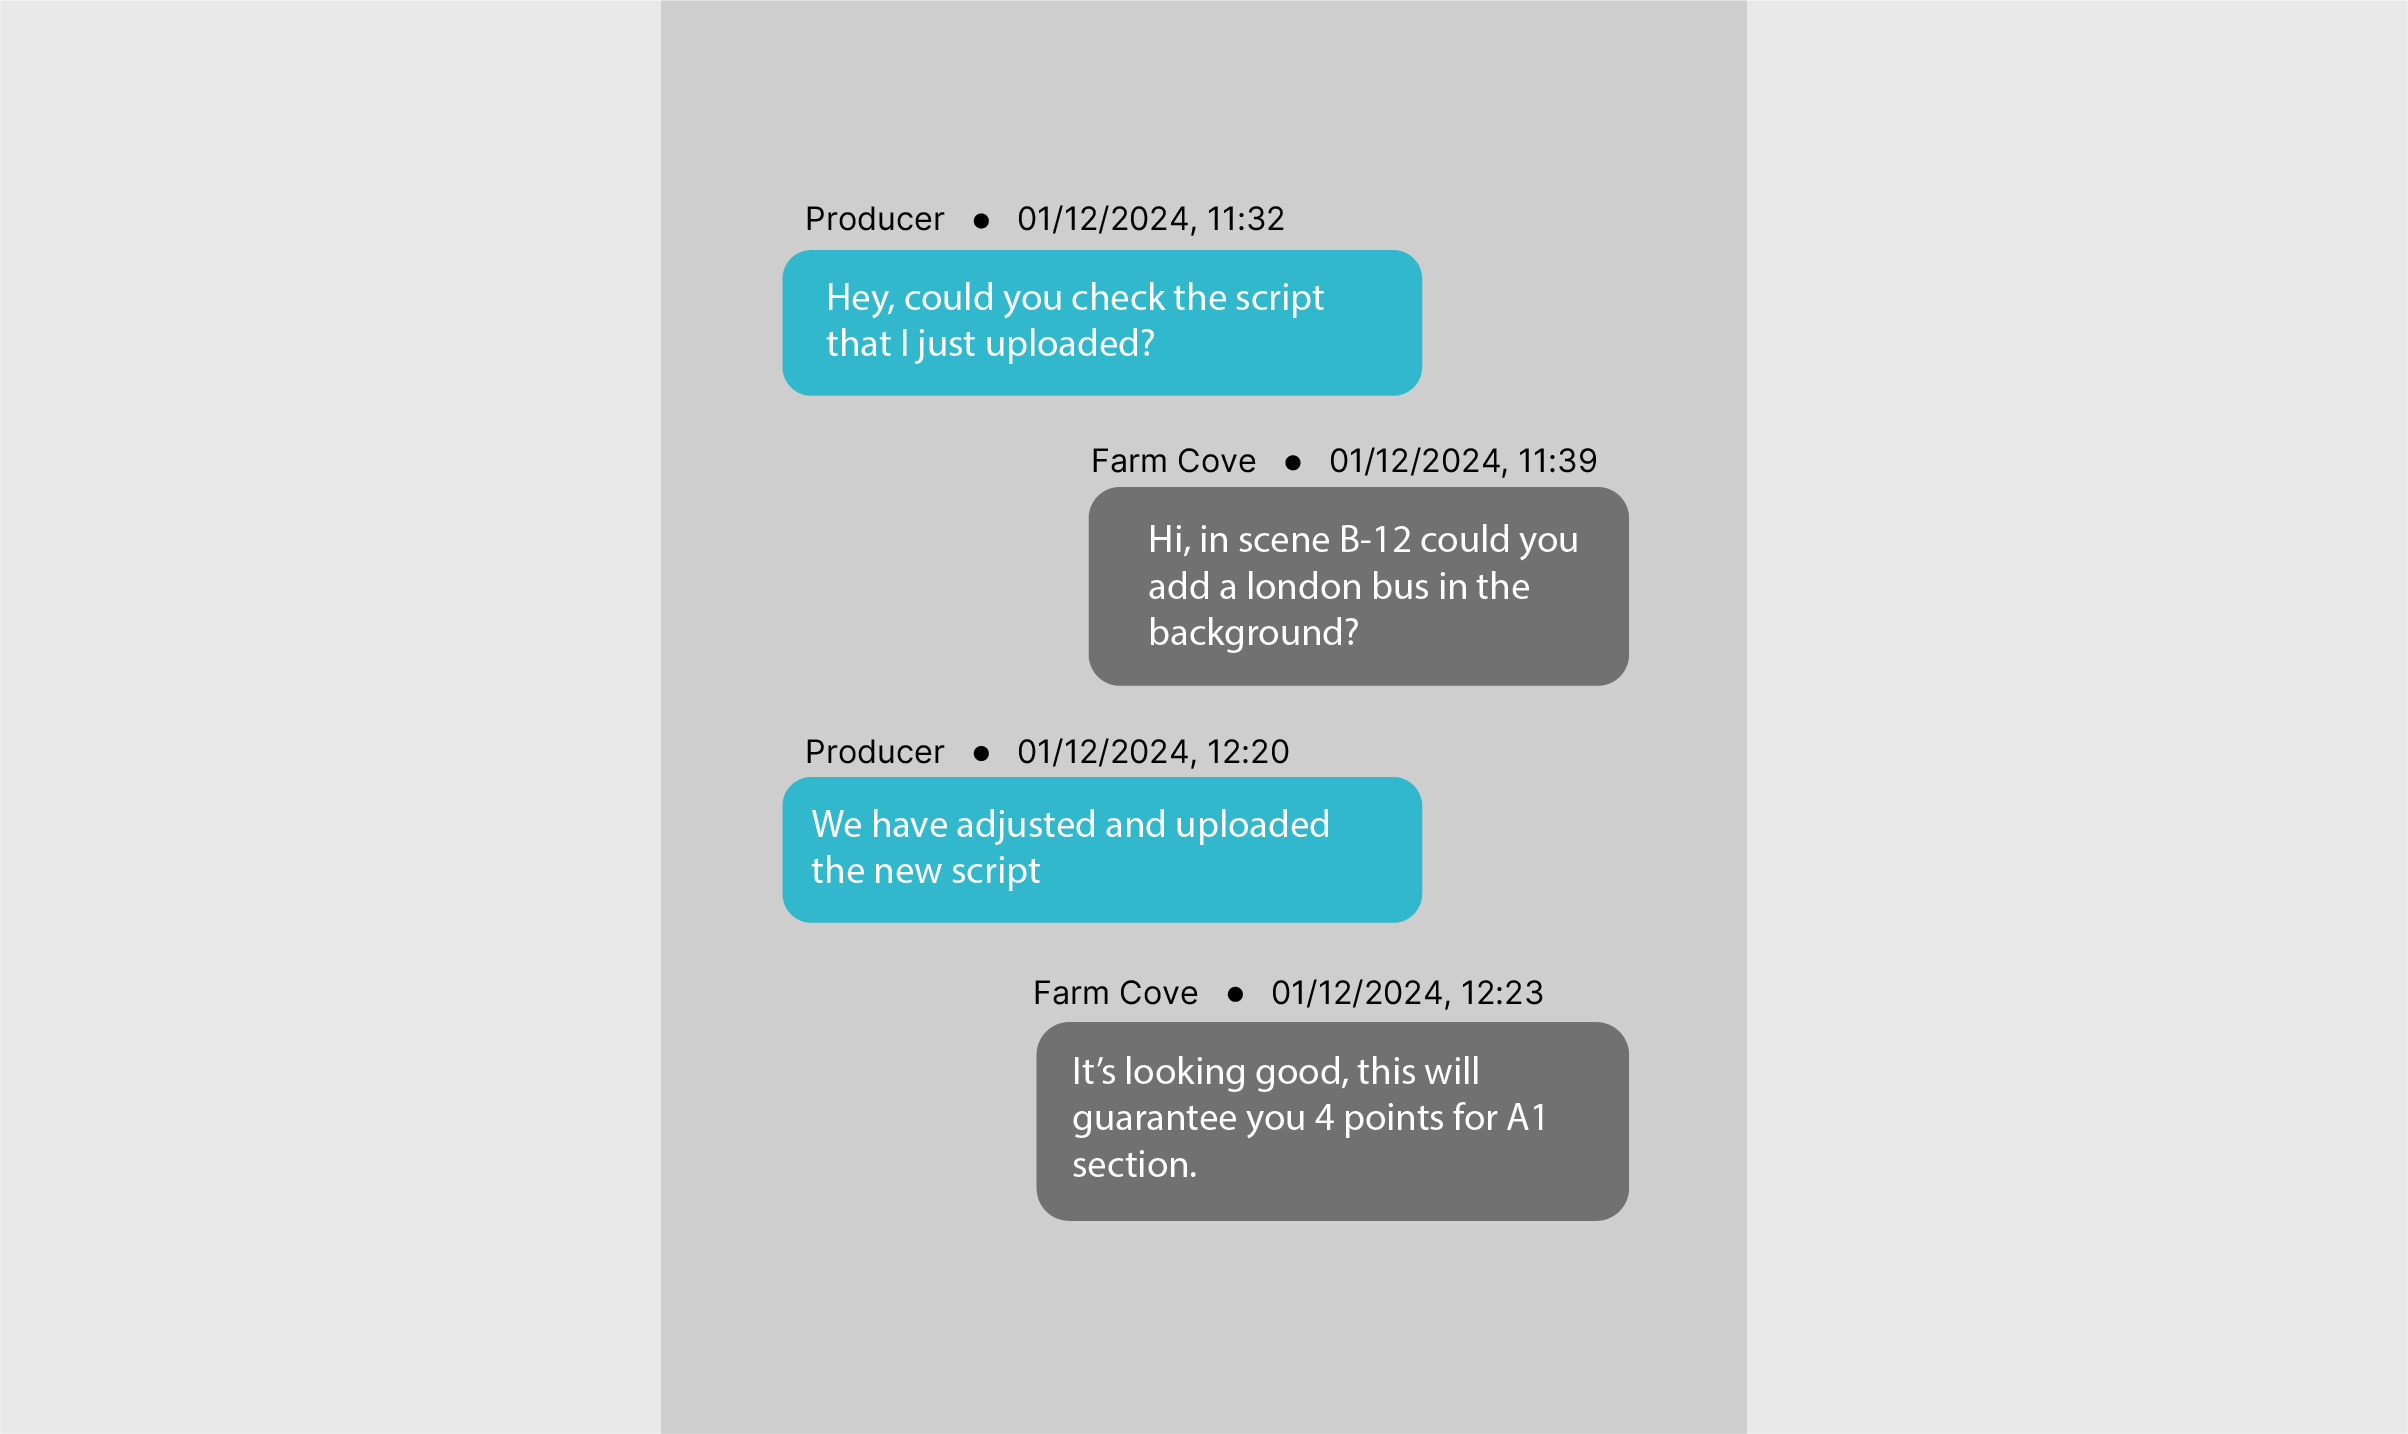 Producer ● 01/12/2024, 11:32
Hey, could you check the script
that I just uploaded?
Farm Cove ● 01/12/2024, 11:39
Hi, in scene B-12 could you
add a london bus in the
background?
Producer ● 01/12/2024, 12:20
We have adjusted and uploaded
the new script
Farm Cove ● 01/12/2024, 12:23
It’s looking good, this will
guarantee you 4 points for A1
section.